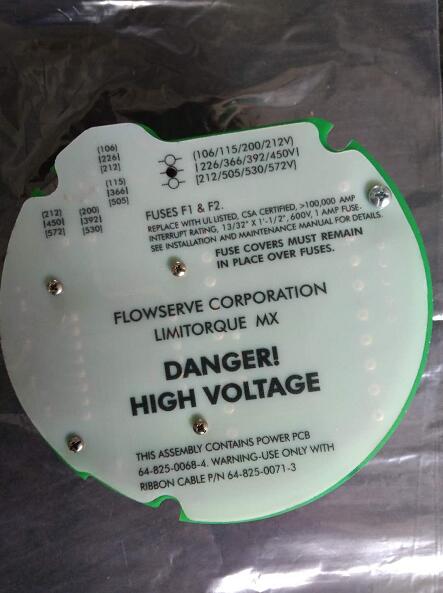 (106)
|226|
[212]
(115)
|366|
[505]
(212)
|450|
[572]
(200)
|392|
[530]
(106/115/200/212V)
|226/366/392/450V|
[212/505/530/572V]
FUSES F1 & F2.
REPLACE WITH UL LISTED, CSA CERTIFIED, >100,000 AMP
INTERRUPT RATING, 13/32" X 1'-1/2", 600V, 1 AMP FUSE.
SEE INSTALLATION AND MAINTENANCE MANUAL FOR DETAILS.
FUSE COVERS MUST REMAIN
IN PLACE OVER FUSES.
FLOWSERVE CORPORATION
LIMITORQUE MX
DANGER!
HIGH VOLTAGE
THIS ASSEMBLY CONTAINS POWER PCB
64-825-0068-4. WARNING-USE ONLY WITH
RIBBON CABLE P/N 64-825-0071-3